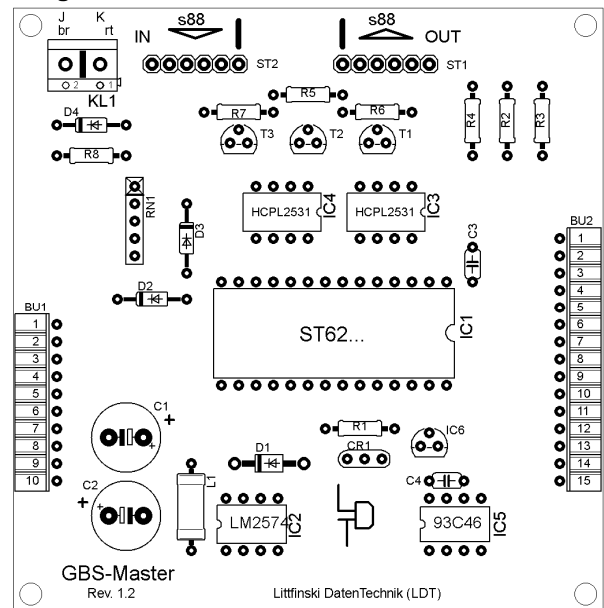 J K
br rt
s88
IN
ST2
s88
OUT
ST1
2 1
KL1
D4
R8
R5
R7
R6
T3
T2
T1
R4
R2
R3
RN1
D3
HCPL2531
IC4
HCPL2531
IC3
C3
D2
BU2
1
2
3
4
5
6
7
8
9
10
11
12
13
14
15
ST62...
IC1
BU1
1
2
3
4
5
6
7
8
9
10
C1
+
+
C2
+
+
R1
CR1
IC6
D1
L1
C4
LM2574
IC2
93C46
IC5
GBS-Master
Rev. 1.2
Littfinski DatenTechnik (LDT)